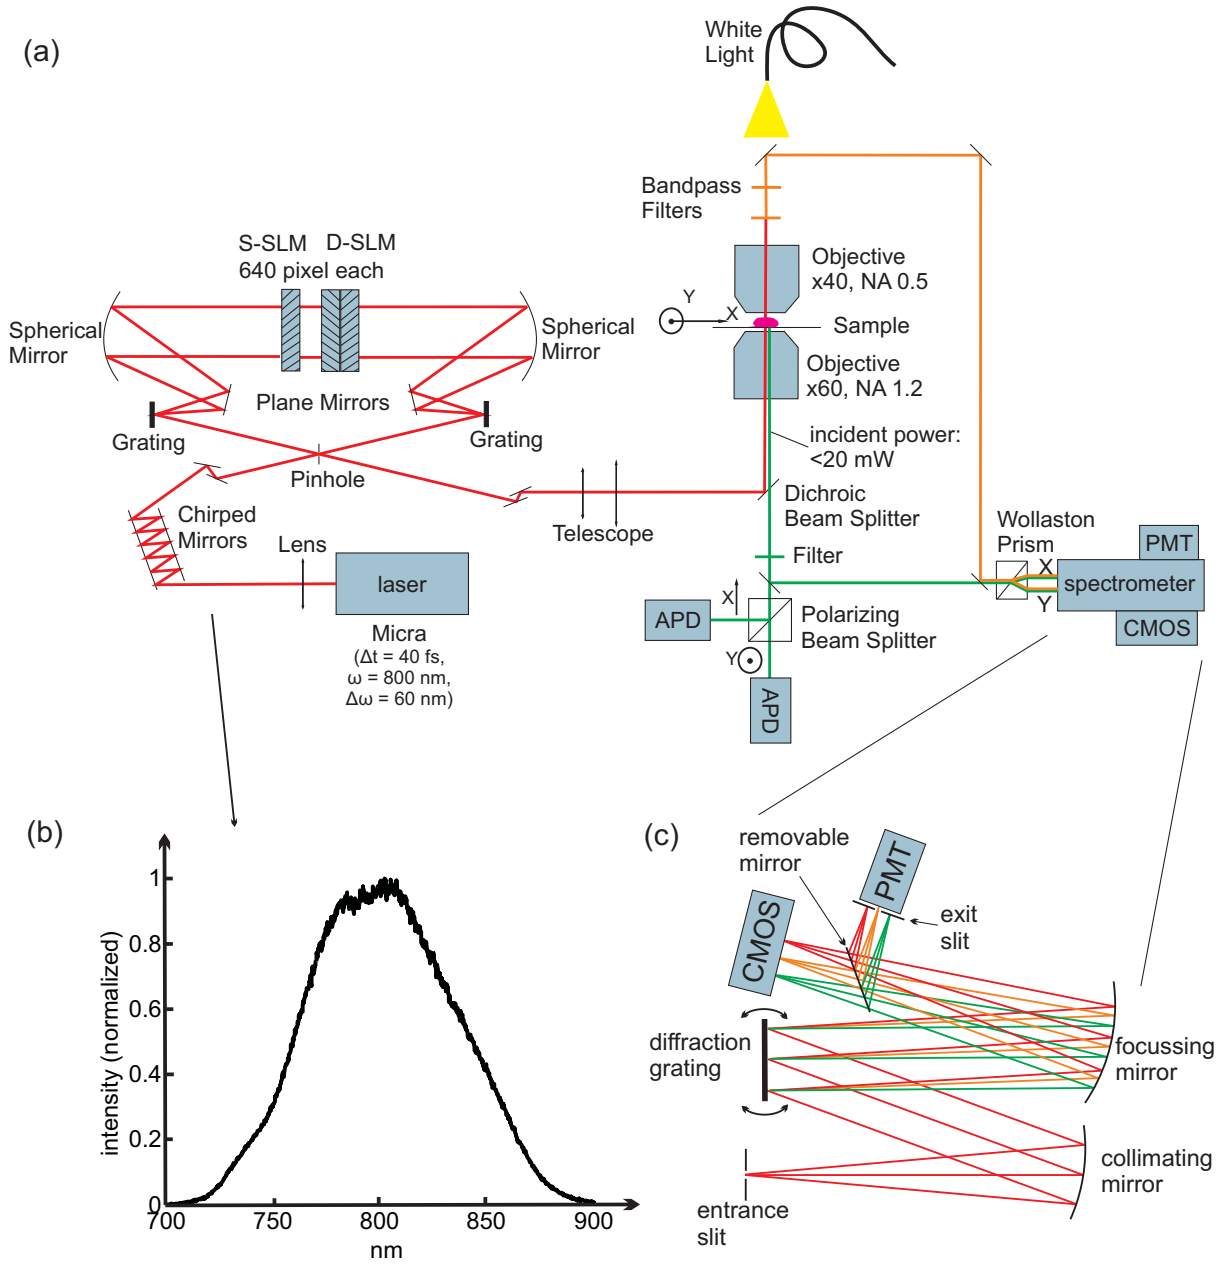 (a)
White
Light
Bandpass
Filters
S-SLM
D-SLM
640 pixel each
Objective
x40, NA 0.5
Y
X
Sample
Spherical
Mirror
Spherical
Mirror
Objective
x60, NA 1.2
Plane Mirrors
Grating
Grating
incident power:
<20 mW
Pinhole
Dichroic
Beam Splitter
Chirped
Mirrors
Telescope
Lens
Filter
Wollaston
Prism
PMT
X
spectrometer
Y
CMOS
laser
X
APD
Polarizing
Beam Splitter
Y
APD
Micra
(Δt = 40 fs,
ω = 800 nm,
Δω = 60 nm)
(b)
intensity (normalized)
1
0.8
0.6
0.4
0.2
0
700
750
800
850
900
nm
(c)
removable
mirror
PMT
CMOS
exit
slit
diffraction
grating
focussing
mirror
collimating
mirror
entrance
slit